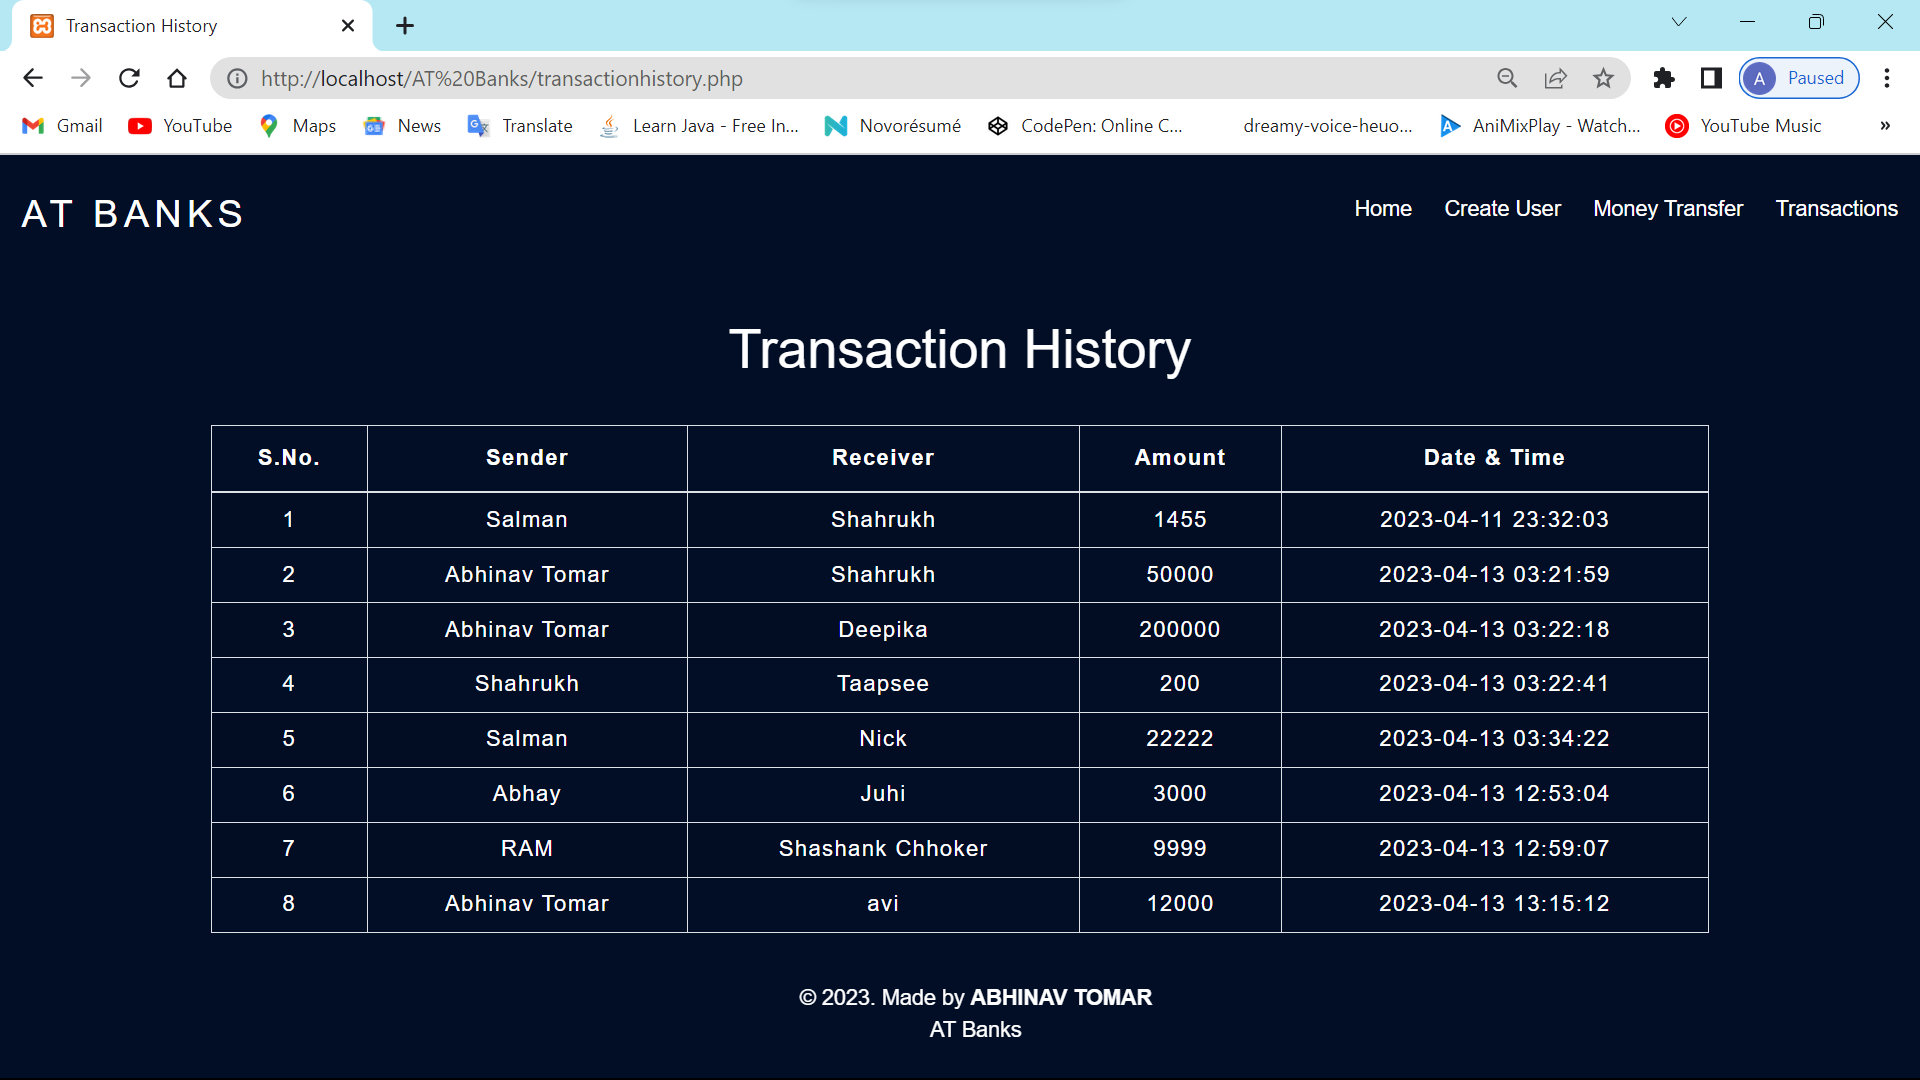 Transaction History
http://localhost/AT%20Banks/transactionhistory.php
A Paused
Gmail YouTube Maps News Translate Learn Java - Free In... Novorésumé CodePen: Online C... dreamy-voice-heuo... AniMixPlay - Watch... YouTube Music »
AT BANKS
Home Create User Money Transfer Transactions
Transaction History
S.No. Sender Receiver Amount Date & Time
1 Salman Shahrukh 1455 2023-04-11 23:32:03
2 Abhinav Tomar Shahrukh 50000 2023-04-13 03:21:59
3 Abhinav Tomar Deepika 200000 2023-04-13 03:22:18
4 Shahrukh Taapsee 200 2023-04-13 03:22:41
5 Salman Nick 22222 2023-04-13 03:34:22
6 Abhay Juhi 3000 2023-04-13 12:53:04
7 RAM Shashank Chhoker 9999 2023-04-13 12:59:07
8 Abhinav Tomar avi 12000 2023-04-13 13:15:12
© 2023. Made by ABHINAV TOMAR
AT Banks